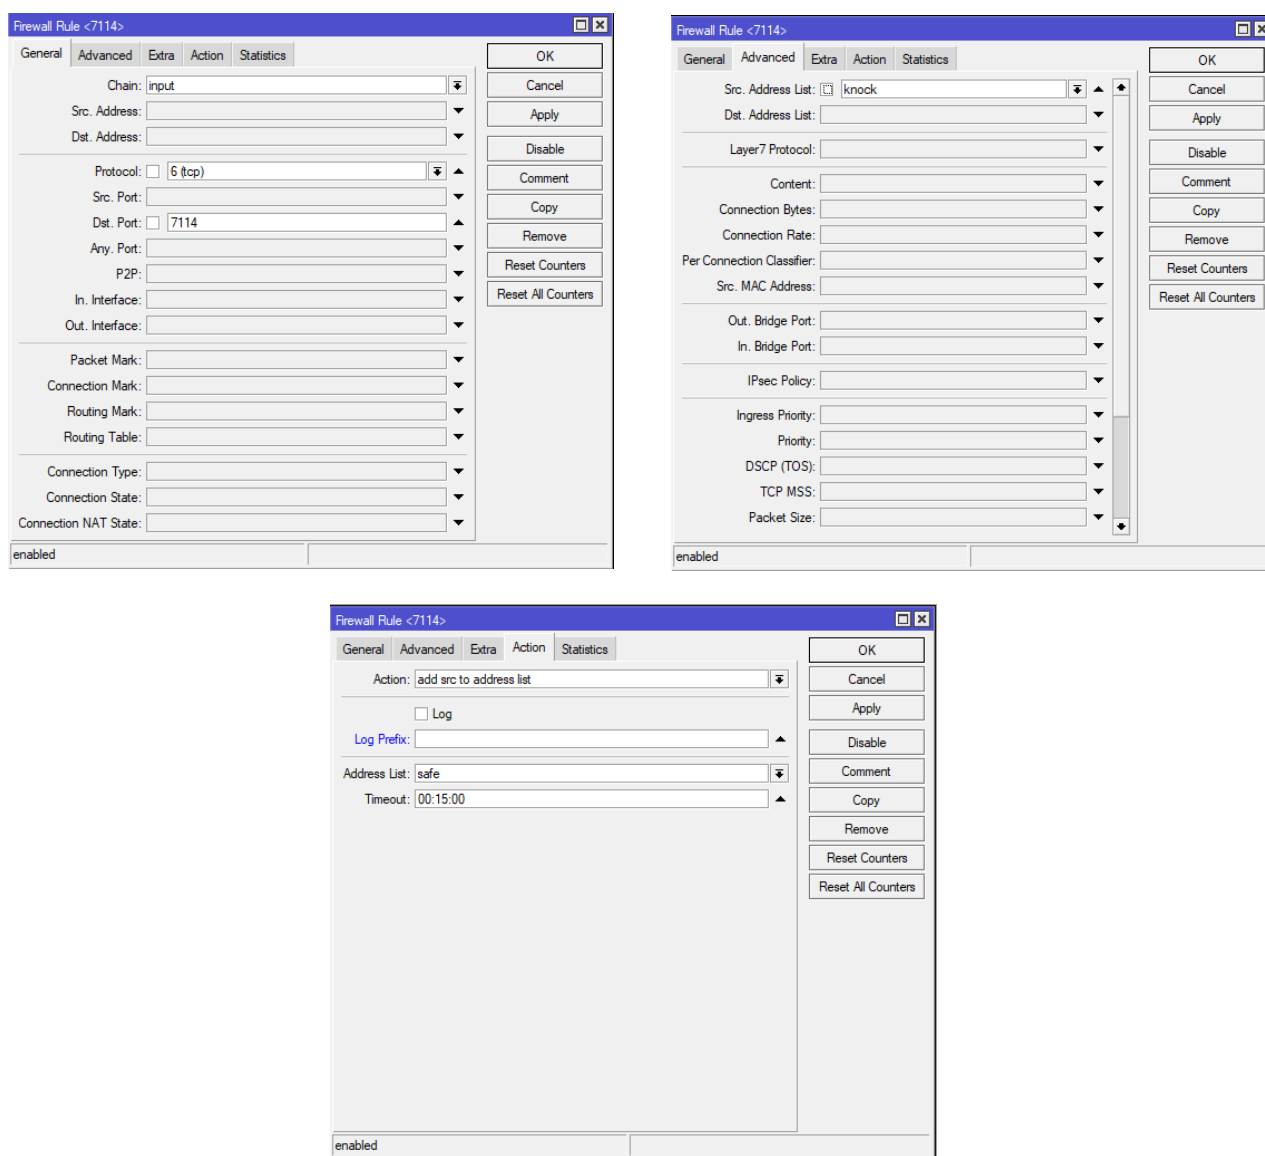 Firewall Rule <7114>
General Advanced Extra Action Statistics
Chain: input
Src. Address:
Dst. Address:
Protocol: 6 (tcp)
Src. Port:
Dst. Port: 7114
Any. Port:
P2P:
In. Interface:
Out. Interface:
Packet Mark:
Connection Mark:
Routing Mark:
Routing Table:
Connection Type:
Connection State:
Connection NAT State:
OK
Cancel
Apply
Disable
Comment
Copy
Remove
Reset Counters
Reset All Counters
enabled
Firewall Rule <7114>
General Advanced Extra Action Statistics
Src. Address List: knock
Dst. Address List:
Layer7 Protocol:
Content:
Connection Bytes:
Connection Rate:
Per Connection Classifier:
Src. MAC Address:
Out. Bridge Port:
In. Bridge Port:
IPsec Policy:
Ingress Priority:
Priority:
DSCP (TOS):
TCP MSS:
Packet Size:
OK
Cancel
Apply
Disable
Comment
Copy
Remove
Reset Counters
Reset All Counters
enabled
Firewall Rule <7114>
General Advanced Extra Action Statistics
Action: add src to address list
Log
Log Prefix:
Address List: safe
Timeout: 00:15:00
OK
Cancel
Apply
Disable
Comment
Copy
Remove
Reset Counters
Reset All Counters
enabled